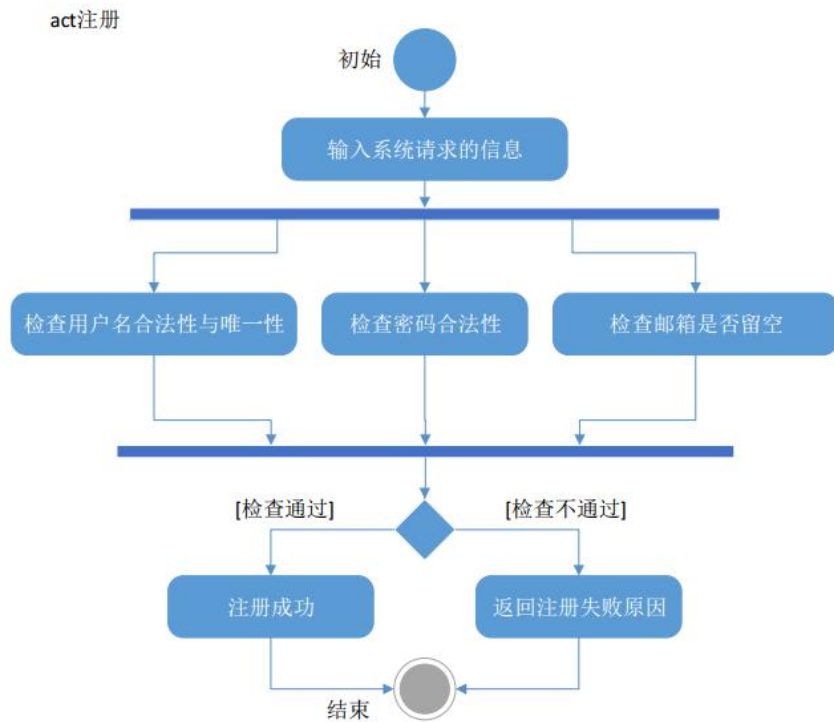 act注册
初始
输入系统请求的信息
检查用户名合法性与唯一性
检查密码合法性
检查邮箱是否留空
[检查通过]
[检查不通过]
注册成功
返回注册失败原因
结束